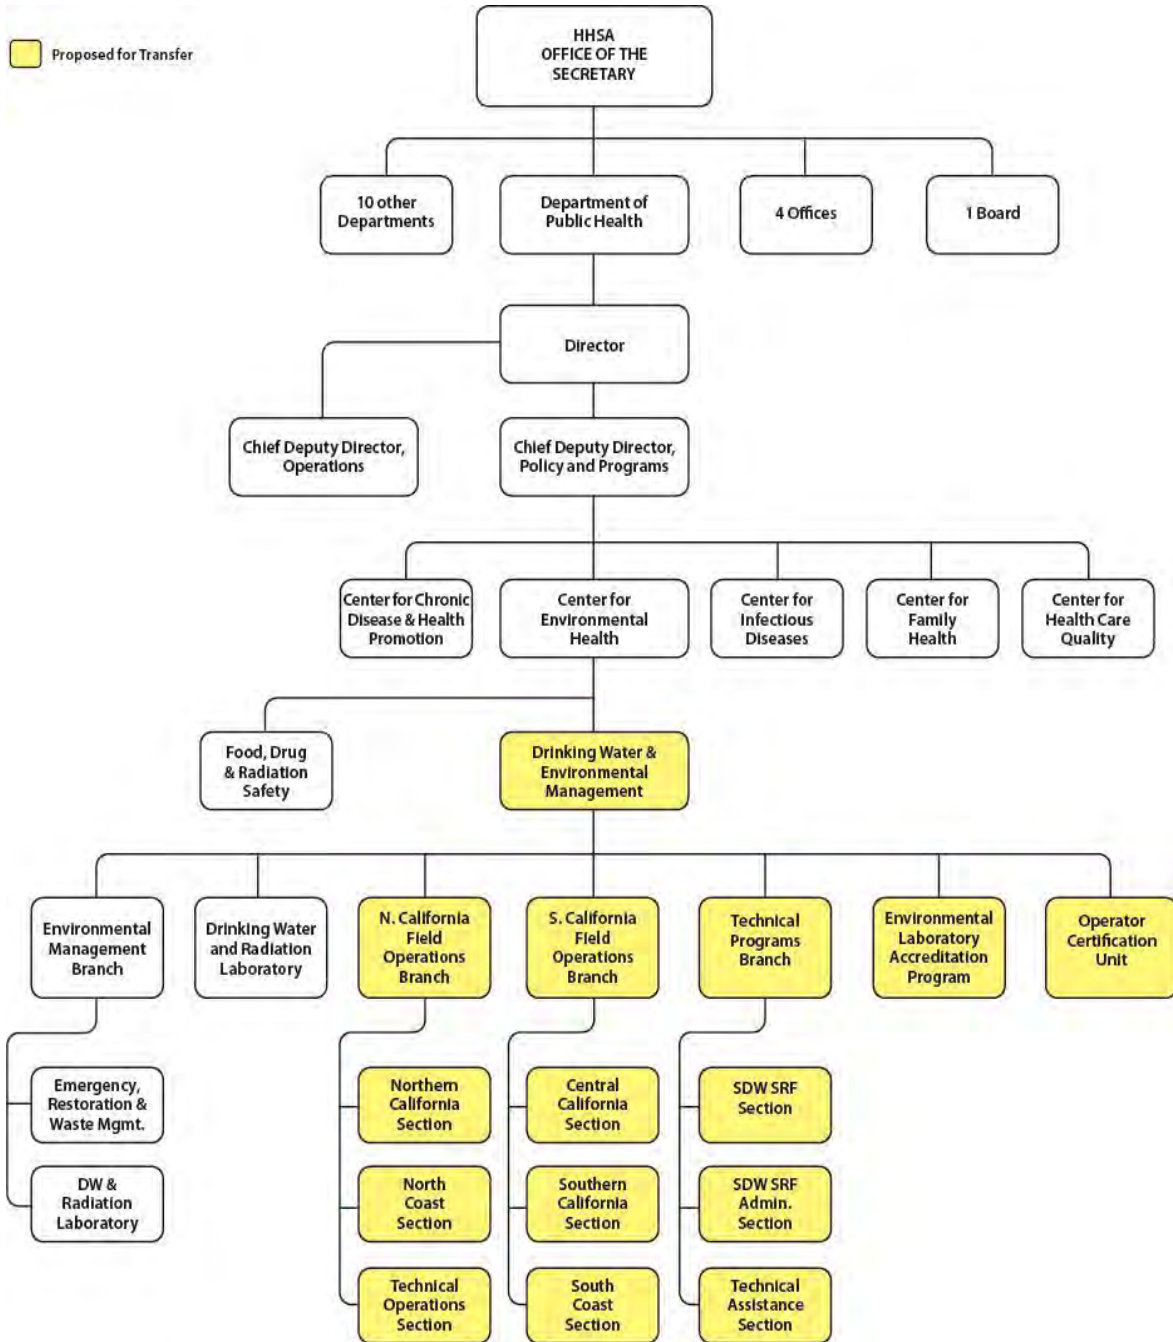 Proposed for Transfer
HHSA
OFFICE OF THE
SECRETARY
10 other
Departments
Department of
Public Health
4 Offices
1 Board
Director
Chief Deputy Director,
Operations
Chief Deputy Director,
Policy and Programs
Center for Chronic
Disease & Health
Promotion
Center for
Environmental
Health
Center for
Infectious
Diseases
Center for
Family
Health
Center for
Health Care
Quality
Food, Drug
& Radiation
Safety
Drinking Water &
Environmental
Management
Environmental
Management
Branch
Drinking Water
and Radiation
Laboratory
N. California
Field
Operations
Branch
S. California
Field
Operations
Branch
Technical
Programs
Branch
Environmental
Laboratory
Accreditation
Program
Operator
Certification
Unit
Emergency,
Restoration &
Waste Mgmt.
Northern
California
Section
Central
California
Section
SDW SRF
Section
DW &
Radiation
Laboratory
North
Coast
Section
Southern
California
Section
SDW SRF
Admin.
Section
Technical
Operations
Section
South
Coast
Section
Technical
Assistance
Section